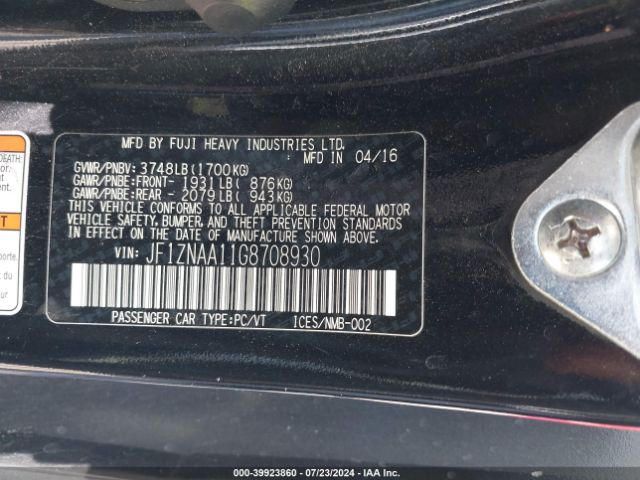 MFD BY FUJI HEAVY INDUSTRIES LTD.
MFD IN 04/16
GVWR/PNBV: 3748LB(1700KG)
GAWR/PNBE:FRONT- 1931LB( 876KG)
GAWR/PNBE:REAR - 2079LB( 943KG)
THIS VEHICLE CONFORMS TO ALL APPLICABLE FEDERAL MOTOR
VEHICLE SAFETY, BUMPER, AND THEFT PREVENTION STANDARDS
IN EFFECT ON THE DATE OF MANUFACTURE SHOWN ABOVE.
VIN: JF1ZNAA11G8708930
PASSENGER CAR TYPE:PC/VT ICES/NMB-002
DEATH:
porte.
000-39923860 - 07/23/2024 - IAA Inc.